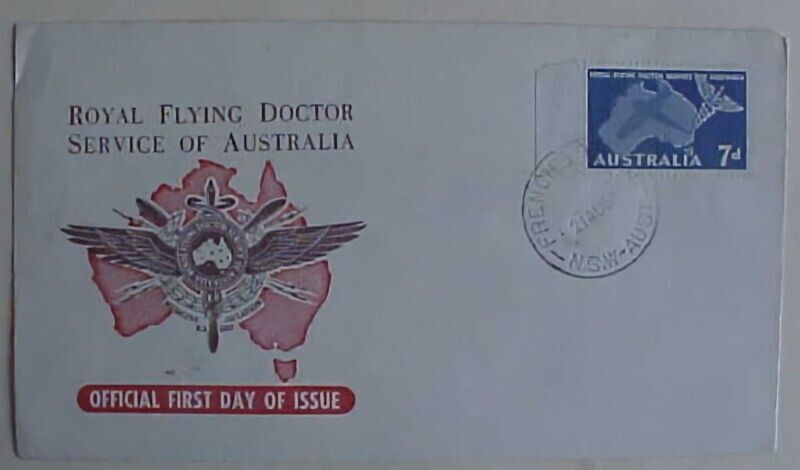 ROYAL FLYING DOCTOR
SERVICE OF AUSTRALIA
OFFICIAL FIRST DAY OF ISSUE
ROYAL FLYING DOCTOR SERVICE OF AUSTRALIA
AUSTRALIA 7d
N.S.W-AUST